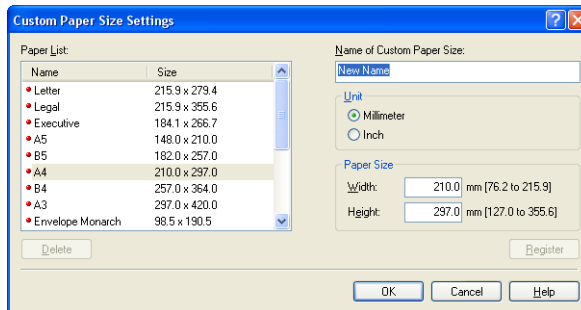 Custom Paper Size Settings
Paper List:
Name Size
Letter 215.9 x 279.4
Legal 215.9 x 355.6
Executive 184.1 x 266.7
A5 148.0 x 210.0
B5 182.0 x 257.0
A4 210.0 x 297.0
B4 257.0 x 364.0
A3 297.0 x 420.0
Envelope Monarch 98.5 x 190.5
Delete
Name of Custom Paper Size:
New Name
Unit
Millimeter
Inch
Paper Size
Width: 210.0 mm [76.2 to 215.9]
Height: 297.0 mm [127.0 to 355.6]
Register
OK Cancel Help